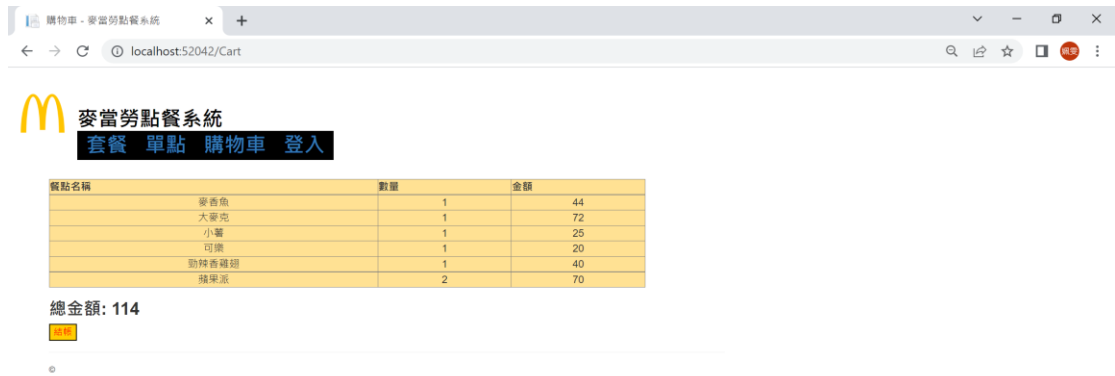 購物車 - 麥當勞點餐系統
localhost:52042/Cart
珮雯
麥當勞點餐系統
套餐 單點 購物車 登入
餐點名稱 數量 金額
麥香魚 1 44
大麥克 1 72
小薯 1 25
可樂 1 20
勁辣香雞翅 1 40
蘋果派 2 70
總金額: 114
結帳
©